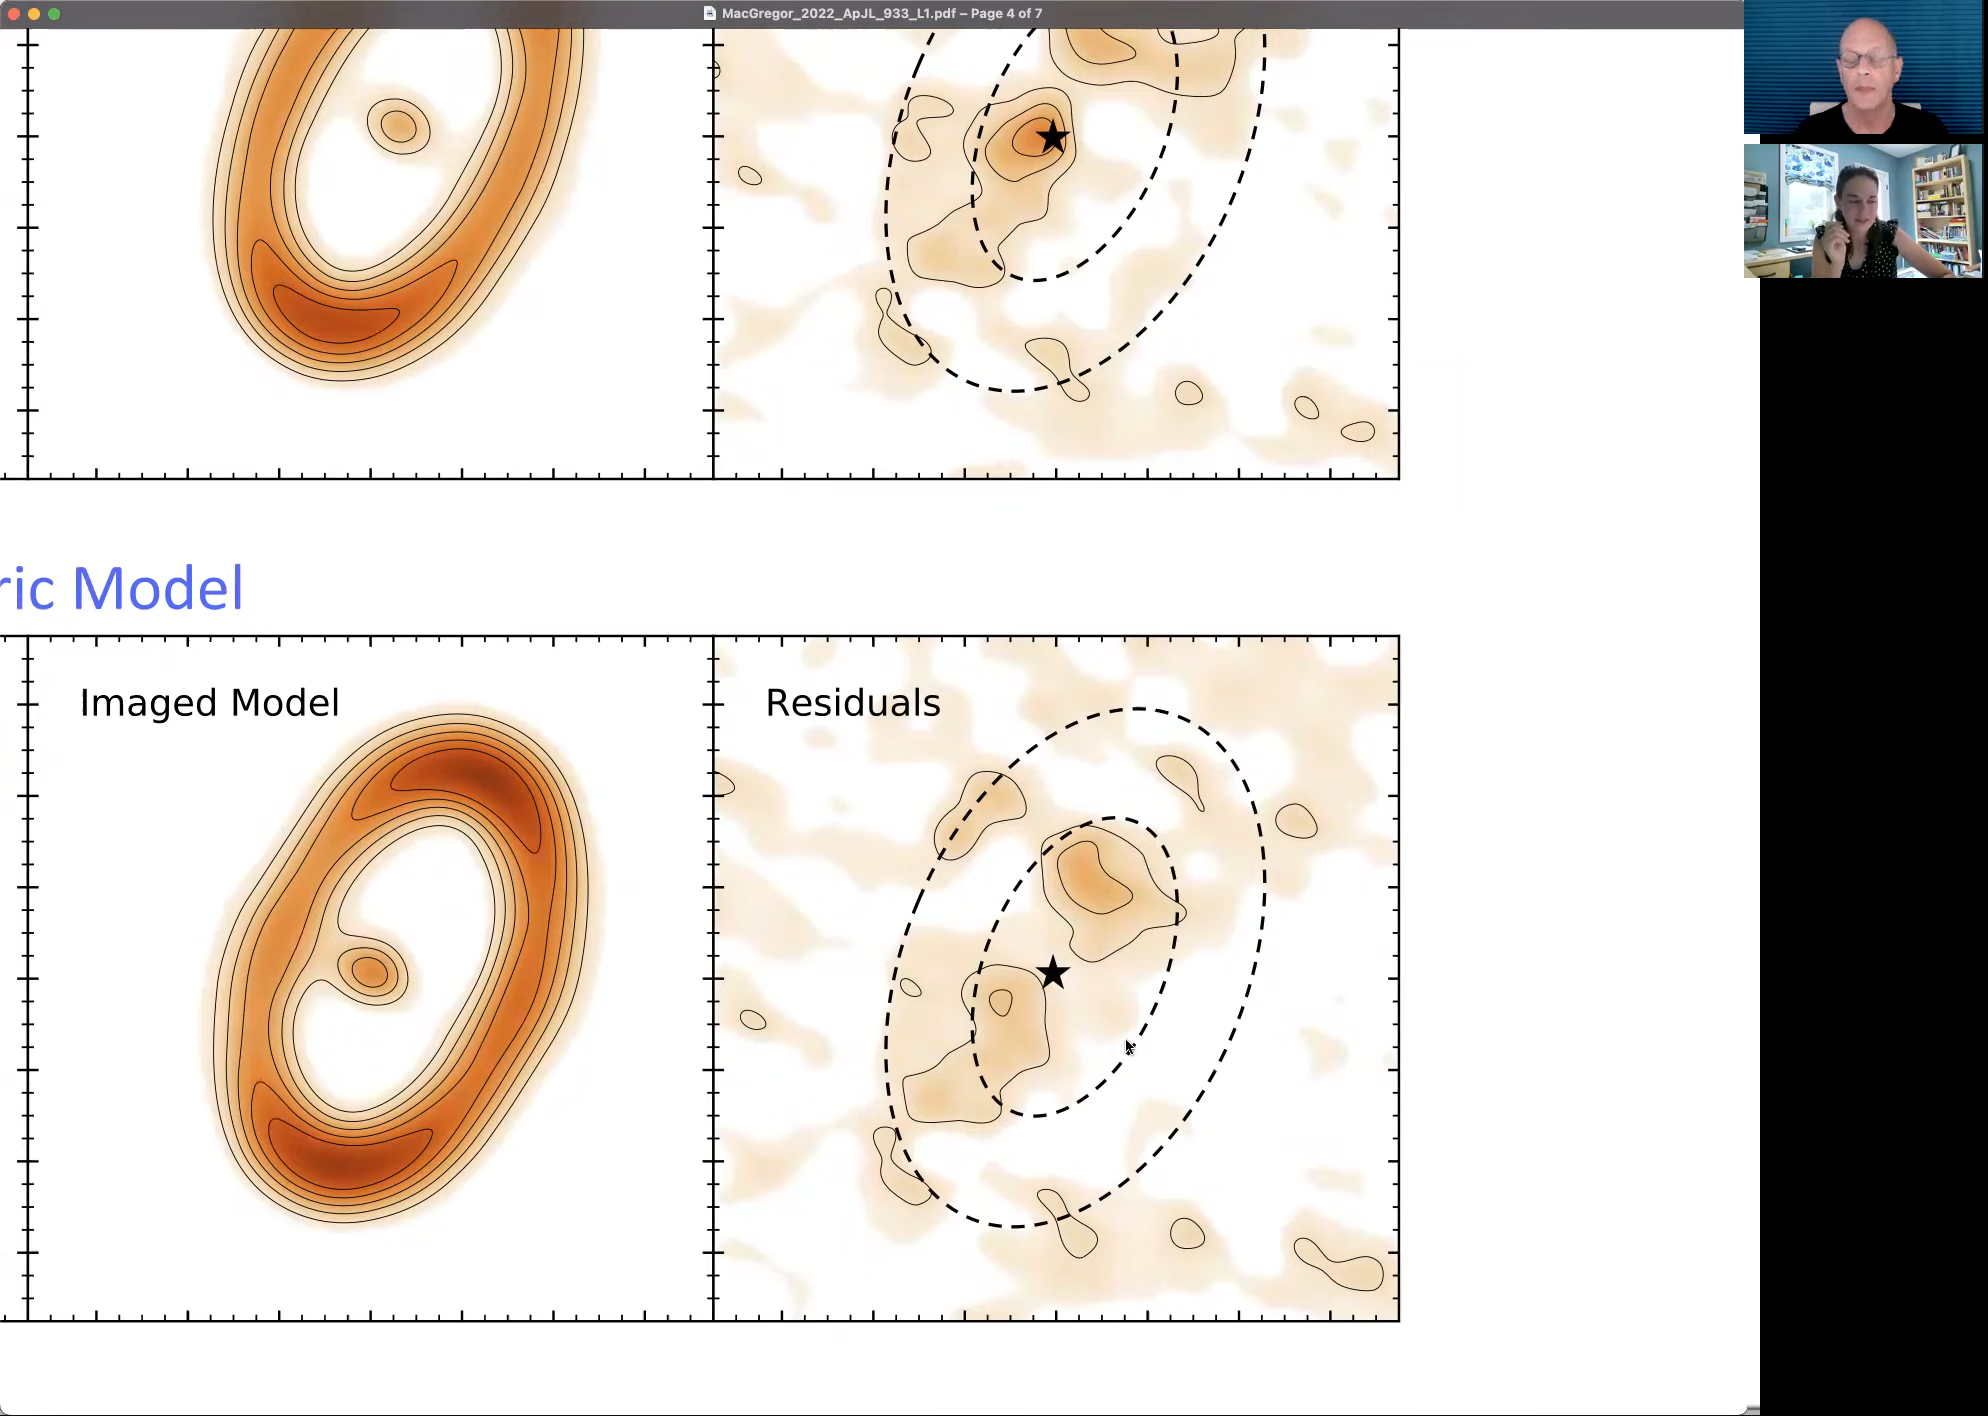 MacGregor_2022_ApJL_933_L1.pdf – Page 4 of 7
ric Model
Imaged Model
Residuals